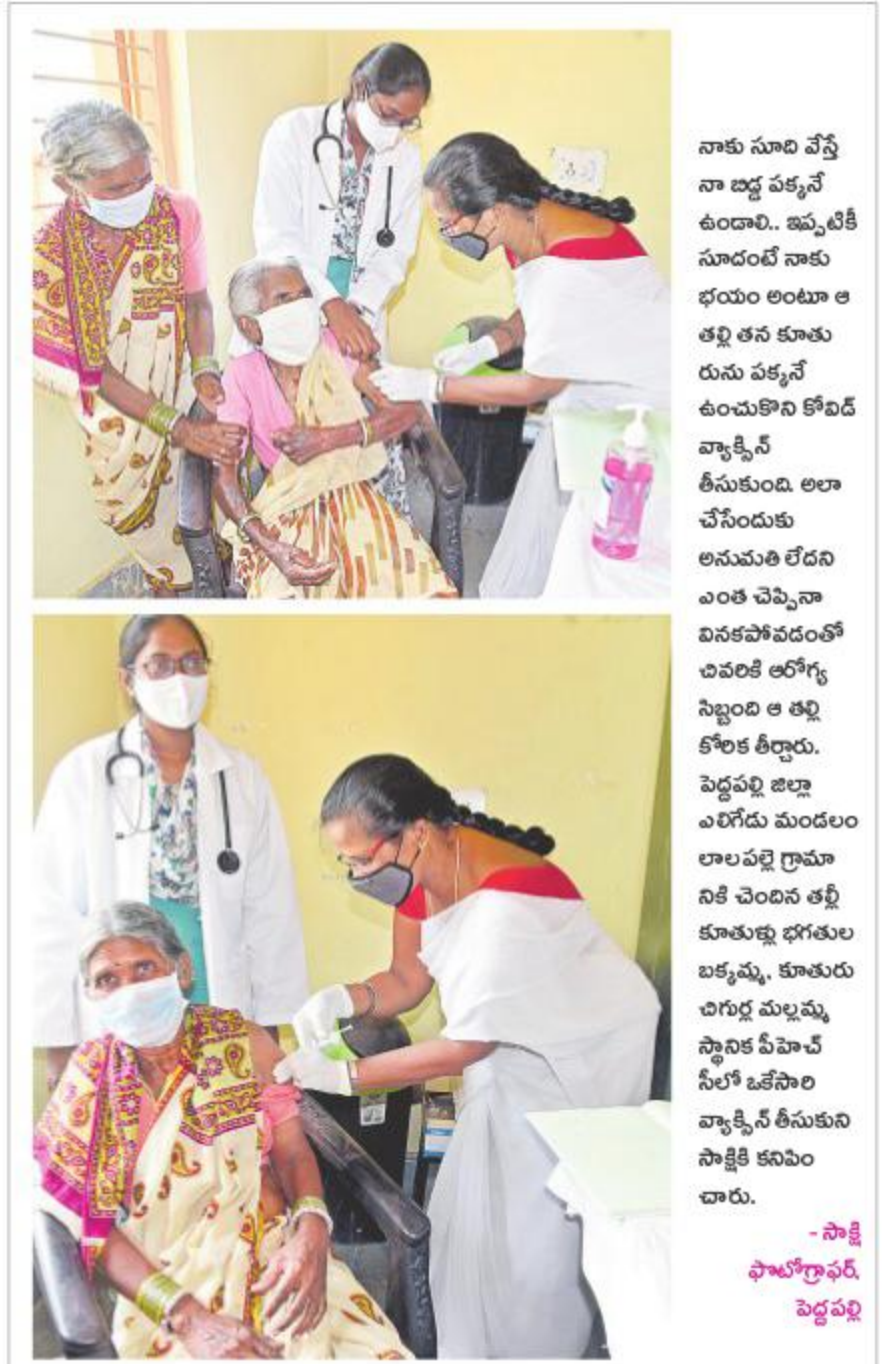 నాకు సూది వేస్తే
నా బిడ్డ పక్కనే
ఉండాలి.. ఇప్పటికీ
సూదంటే నాకు
భయం అంటూ ఆ
తల్లి తన కూతు
రును పక్కనే
ఉంచుకొని కోవిడ్
వ్యాక్సిన్
తీసుకుంది. అలా
చేసేందుకు
అనుమతి లేదని
ఎంత చెప్పినా
వినకపోవడంతో
చివరికి ఆరోగ్య
సిబ్బంది ఆ తల్లి
కోరిక తీర్చారు.
పెద్దపల్లి జిల్లా
ఎలిగేడు మండలం
లాలపల్లె గ్రామా
నికి చెందిన తల్లీ
కూతుళ్లు భగతుల
బక్కమ్మ, కూతురు
చిగుర్ల మల్లమ్మ
స్థానిక పీహెచ్
సీలో ఒకేసారి
వ్యాక్సిన్ తీసుకుని
సాక్షికి కనిపిం
చారు.
- సాక్షి
ఫొటోగ్రాఫర్,
పెద్దపల్లి